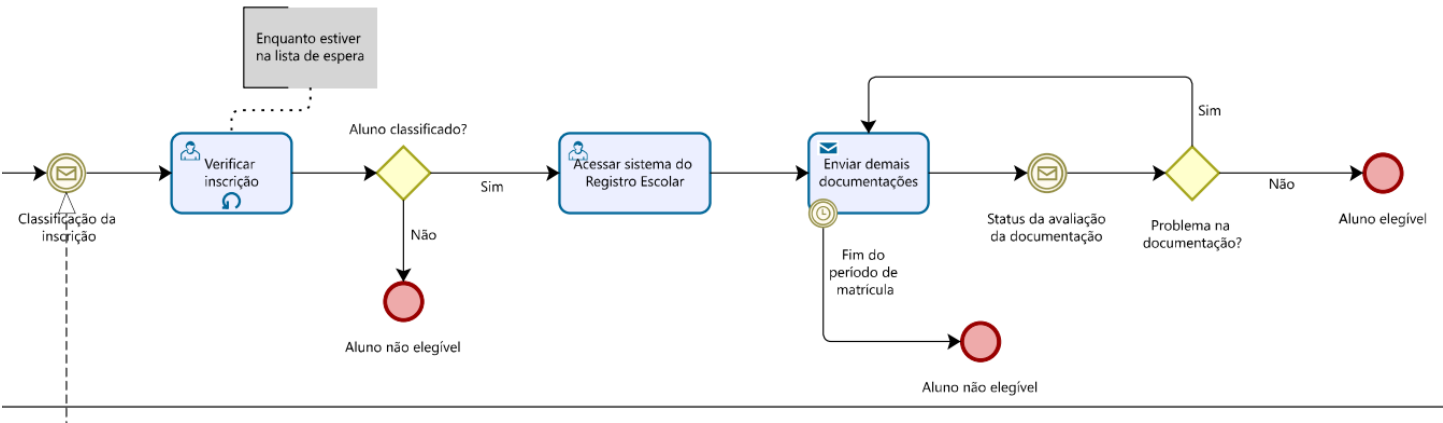 Enquanto estiver
na lista de espera
Classificação da
inscrição
Verificar
inscrição
Aluno classificado?
Sim
Não
Aluno não elegível
Acessar sistema do
Registro Escolar
Enviar demais
documentações
Fim do
período de
matrícula
Aluno não elegível
Status da avaliação
da documentação
Problema na
documentação?
Sim
Não
Aluno elegível